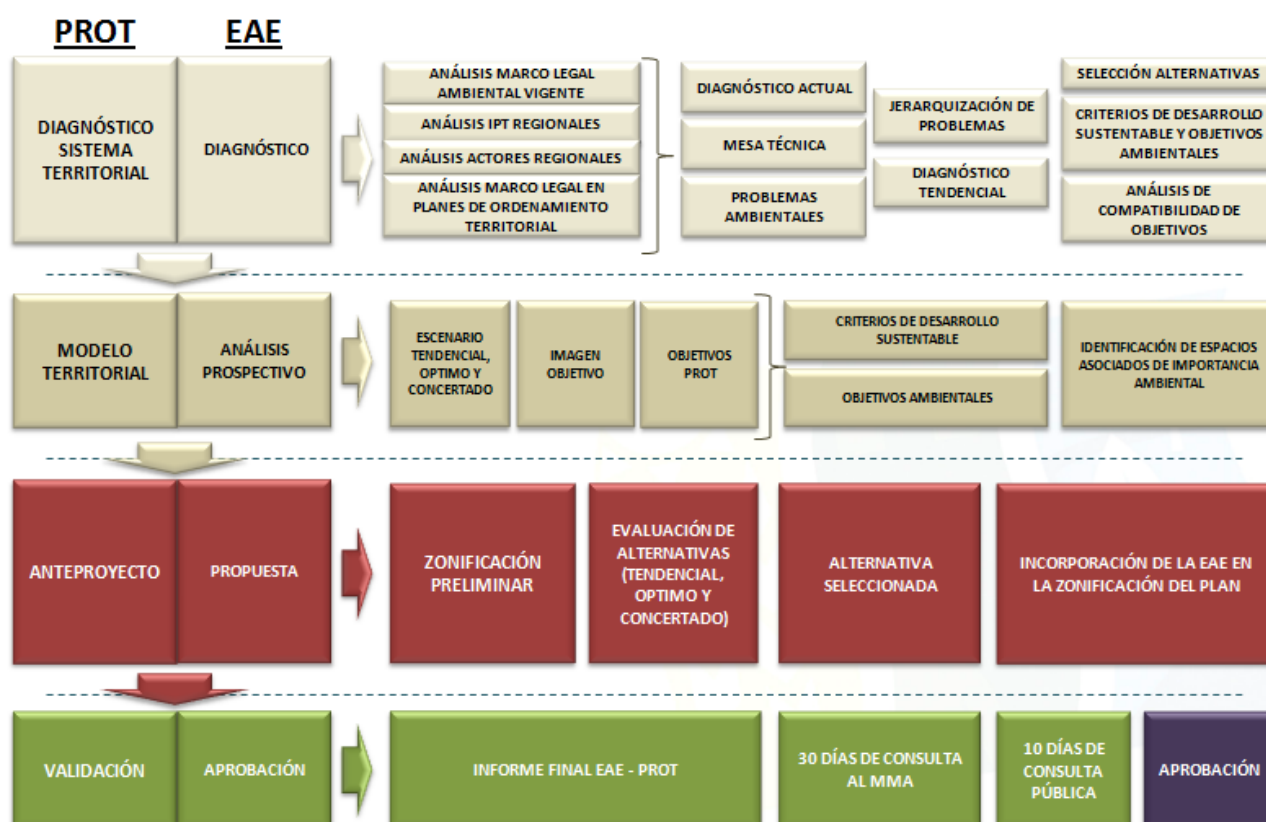 PROT
EAE
DIAGNÓSTICO
SISTEMA
TERRITORIAL
DIAGNÓSTICO
ANÁLISIS MARCO LEGAL
AMBIENTAL VIGENTE
ANÁLISIS IPT REGIONALES
ANÁLISIS ACTORES REGIONALES
ANÁLISIS MARCO LEGAL EN
PLANES DE ORDENAMIENTO
TERRITORIAL
DIAGNÓSTICO ACTUAL
MESA TÉCNICA
PROBLEMAS
AMBIENTALES
JERARQUIZACIÓN DE
PROBLEMAS
DIAGNÓSTICO
TENDENCIAL
SELECCIÓN ALTERNATIVAS
CRITERIOS DE DESARROLLO
SUSTENTABLE Y OBJETIVOS
AMBIENTALES
ANÁLISIS DE
COMPATIBILIDAD DE
OBJETIVOS
MODELO
TERRITORIAL
ANÁLISIS
PROSPECTIVO
ESCENARIO
TENDENCIAL,
OPTIMO Y
CONCERTADO
IMAGEN
OBJETIVO
OBJETIVOS
PROT
CRITERIOS DE DESARROLLO
SUSTENTABLE
OBJETIVOS AMBIENTALES
IDENTIFICACIÓN DE ESPACIOS
ASOCIADOS DE IMPORTANCIA
AMBIENTAL
ANTEPROYECTO
PROPUESTA
ZONIFICACIÓN
PRELIMINAR
EVALUACIÓN DE
ALTERNATIVAS
(TENDENCIAL,
OPTIMO Y
CONCERTADO)
ALTERNATIVA
SELECCIONADA
INCORPORACIÓN DE LA EAE EN
LA ZONIFICACIÓN DEL PLAN
VALIDACIÓN
APROBACIÓN
INFORME FINAL EAE - PROT
30 DÍAS DE CONSULTA
AL MMA
10 DÍAS DE
CONSULTA
PÚBLICA
APROBACIÓN